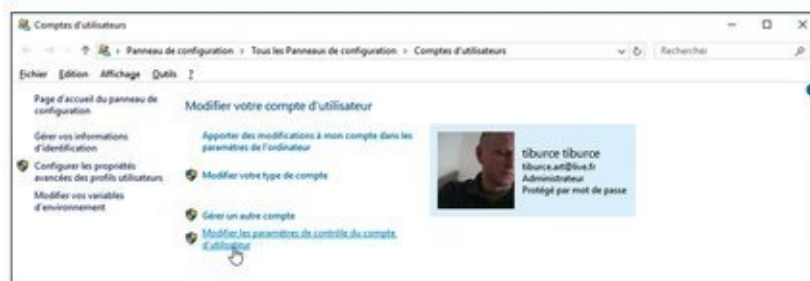 Comptes d'utilisateurs
Panneau de configuration › Tous les Panneaux de configuration › Comptes d'utilisateurs
Rechercher
Fichier Edition Affichage Outils ?
Page d'accueil du panneau de
configuration
Gérer vos informations
d'identification
Configurer les propriétés
avancées des profils utilisateurs
Modifier vos variables
d'environnement
Modifier votre compte d'utilisateur
Apporter des modifications à mon compte dans les
paramètres de l'ordinateur
Modifier votre type de compte
Gérer un autre compte
Modifier les paramètres de contrôle du compte
d'utilisateur
tiburce tiburce
tiburce.art@live.fr
Administrateur
Protégé par mot de passe